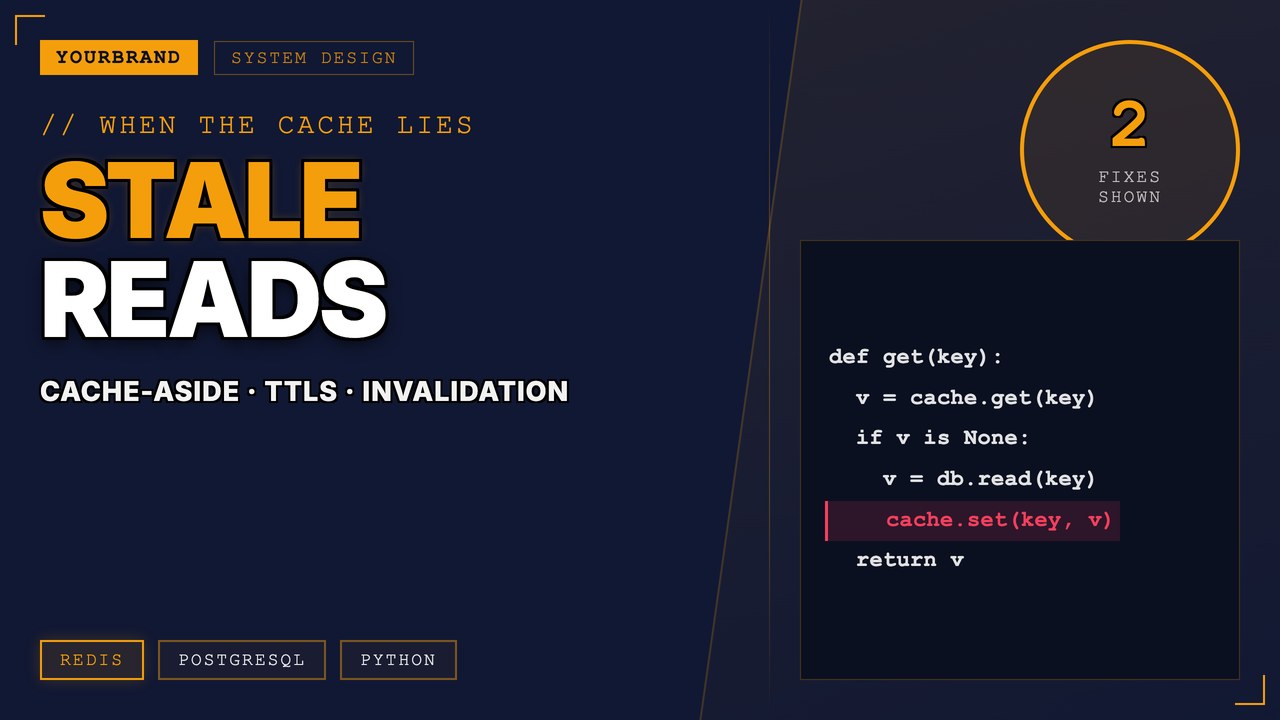 YOURBRAND
SYSTEM DESIGN
// WHEN THE CACHE LIES
STALE
READS
CACHE-ASIDE · TTLS · INVALIDATION
REDIS
POSTGRESQL
PYTHON
2
FIXES
SHOWN
def get(key):
  v = cache.get(key)
  if v is None:
    v = db.read(key)
    cache.set(key, v)
  return v